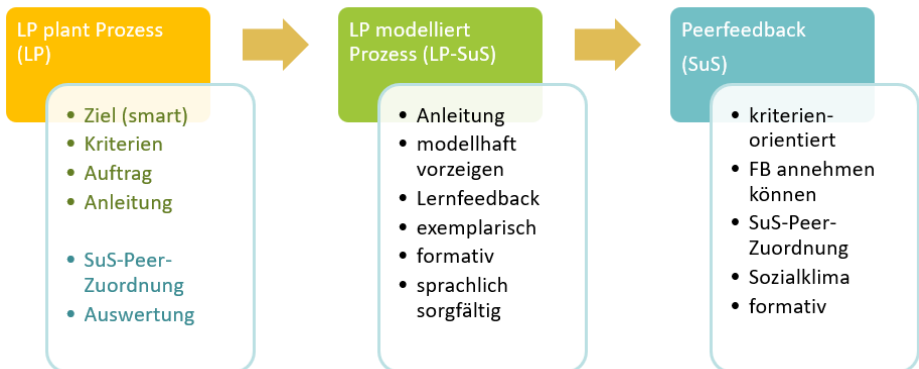 LP plant Prozess
(LP)
• Ziel (smart)
• Kriterien
• Auftrag
• Anleitung
• SuS-Peer-
Zuordnung
• Auswertung
LP modelliert
Prozess (LP-SuS)
• Anleitung
• modellhaft
vorzeigen
• Lernfeedback
• exemplarisch
• formativ
• sprachlich
sorgfältig
Peerfeedback
(SuS)
• kriterien-
orientiert
• FB annehmen
können
• SuS-Peer-
Zuordnung
• Sozialklima
• formativ